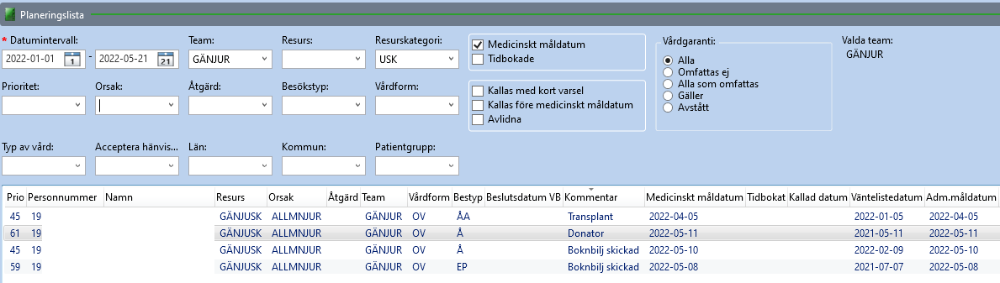 Planeringslista
* Datumintervall: Team: Resurs: Resurskategori:
2022-01-01 1 - 2022-05-21 21 GÄNJUR USK
Medicinskt måldatum
Tidbokade
Vårdgaranti:
Alla
Omfattas ej
Alla som omfattas
Gäller
Avstått
Valda team:
GÄNJUR
Prioritet: Orsak: Åtgärd: Besökstyp: Vårdform:
Kallas med kort varsel
Kallas före medicinskt måldatum
Avlidna
Typ av vård: Acceptera hänvis... Län: Kommun: Patientgrupp:
Prio Personnummer Namn Resurs Orsak Åtgärd Team Vårdform Bestyp Beslutsdatum VB Kommentar Medicinskt måldatum Tidbokat Kallad datum Väntelistedatum Adm.måldatum
45 19 GÄNJUSK ALLMNJUR GÄNJUR OV ÅA Transplant 2022-04-05 2022-01-05 2022-04-05
61 19 GÄNJUSK ALLMNJUR GÄNJUR OV Å Donator 2022-05-11 2021-05-11 2022-05-11
45 19 GÄNJUSK ALLMNJUR GÄNJUR OV Å Boknbilj skickad 2022-05-10 2022-02-09 2022-05-10
59 19 GÄNJUSK ALLMNJUR GÄNJUR OV EP Boknbilj skickad 2022-05-08 2021-07-07 2022-05-08